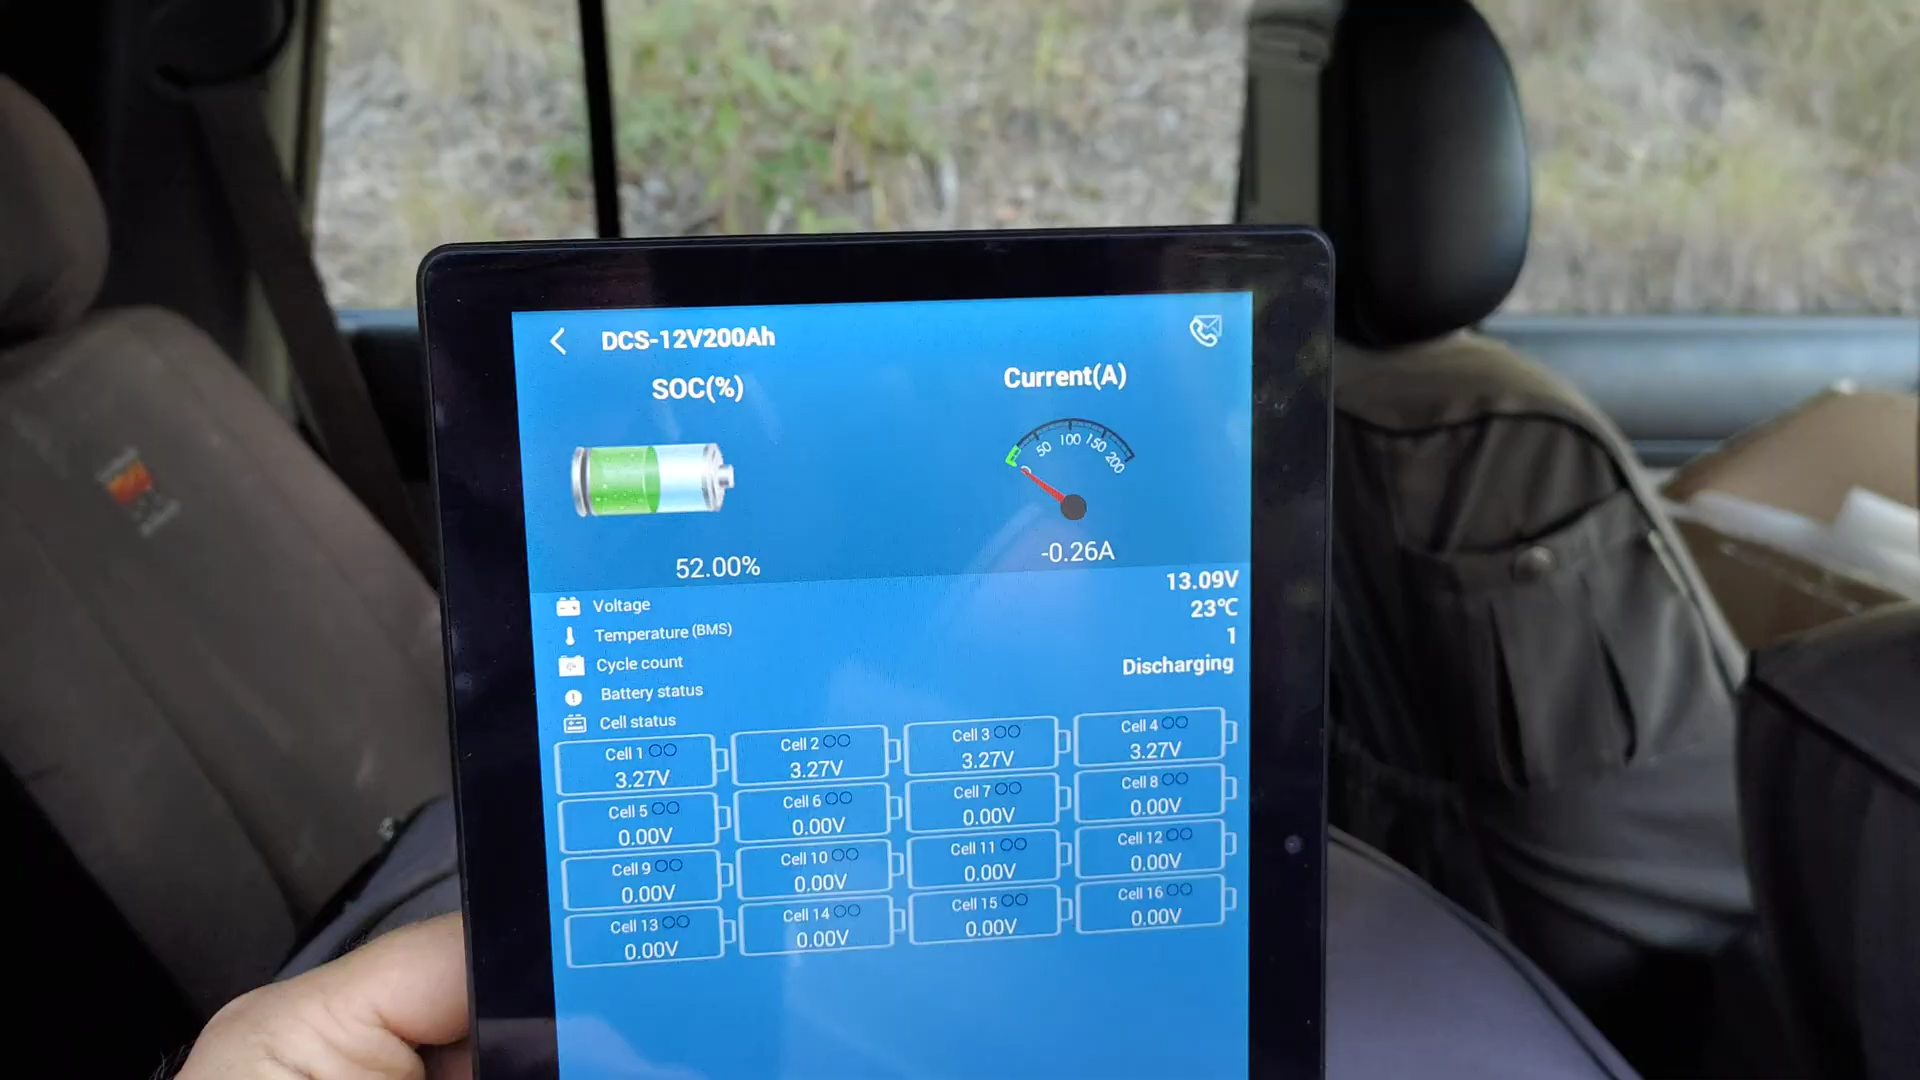 DCS-12V200Ah
SOC(%)
Current(A)
0 50 100 150 200
52.00%
-0.26A
Voltage 13.09V
Temperature (BMS) 23℃
Cycle count 1
Battery status Discharging
Cell status
Cell 1 Cell 2 Cell 3 Cell 4
3.27V 3.27V 3.27V 3.27V
Cell 5 Cell 6 Cell 7 Cell 8
0.00V 0.00V 0.00V 0.00V
Cell 9 Cell 10 Cell 11 Cell 12
0.00V 0.00V 0.00V 0.00V
Cell 13 Cell 14 Cell 15 Cell 16
0.00V 0.00V 0.00V 0.00V